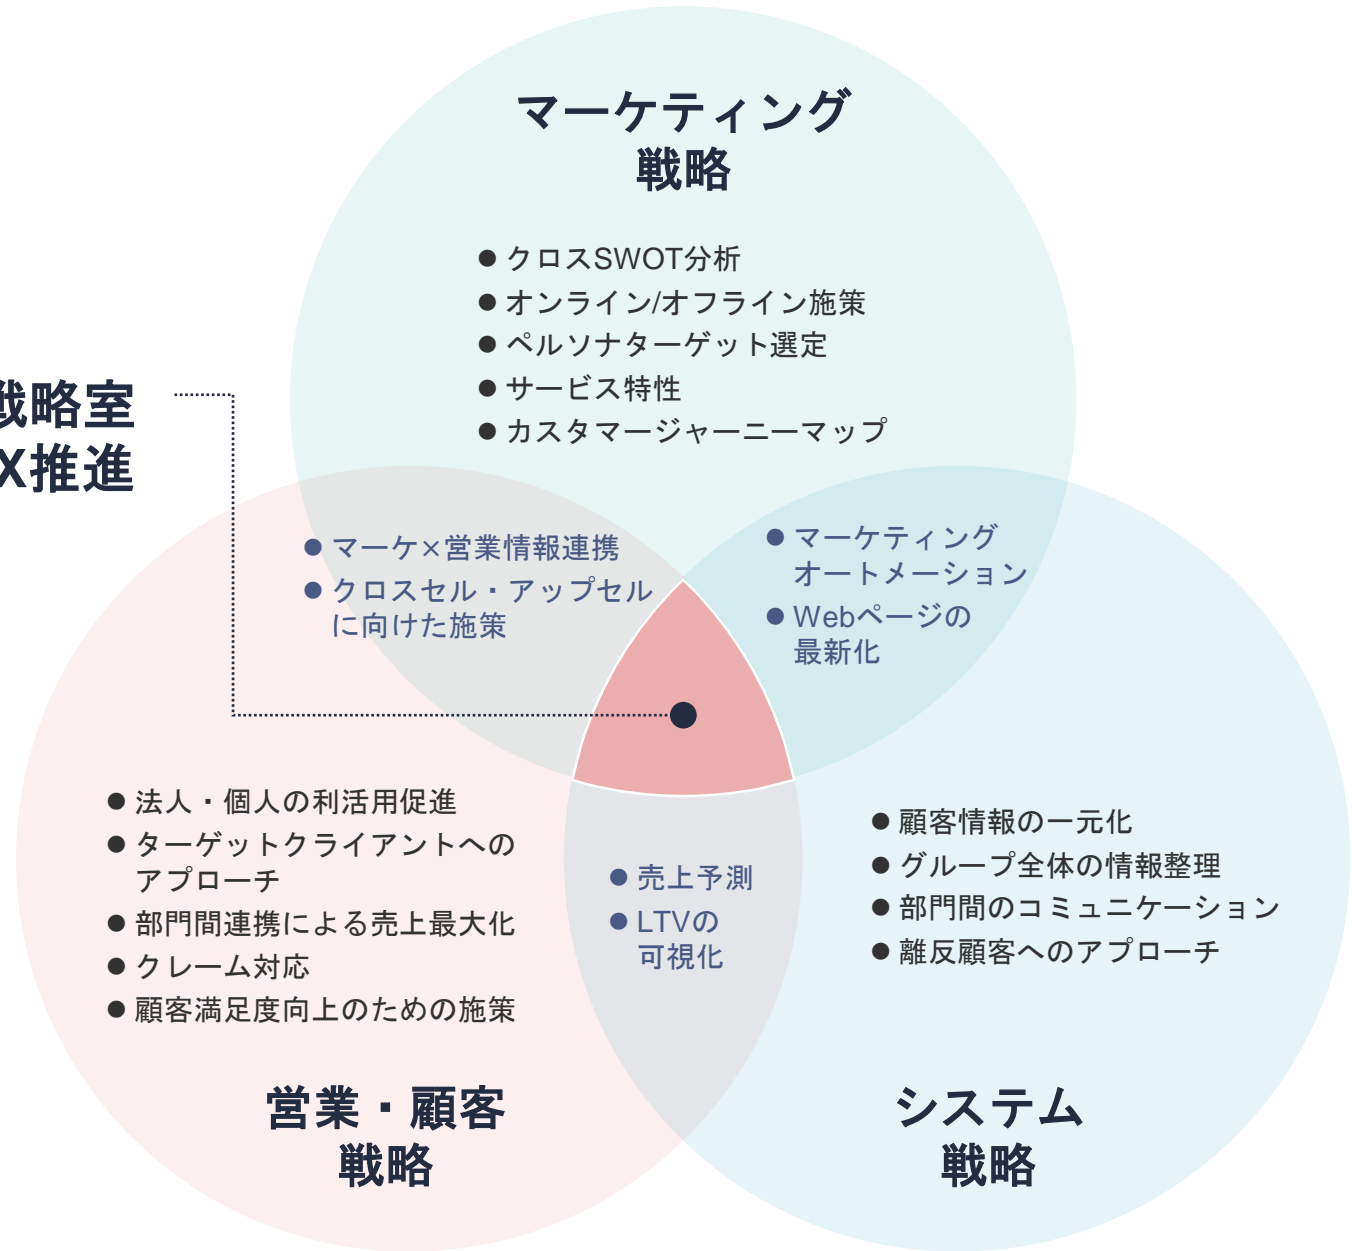 マーケティング
戦略
● クロスSWOT分析
● オンライン/オフライン施策
● ペルソナターゲット選定
● サービス特性
● カスタマージャーニーマップ
戦略室
X推進
● マーケ×営業情報連携
● クロスセル・アップセル
に向けた施策
● マーケティング
オートメーション
● Webページの
最新化
● 法人・個人の利活用促進
● ターゲットクライアントへの
アプローチ
● 部門間連携による売上最大化
● クレーム対応
● 顧客満足度向上のための施策
● 売上予測
● LTVの
可視化
● 顧客情報の一元化
● グループ全体の情報整理
● 部門間のコミュニケーション
● 離反顧客へのアプローチ
営業・顧客
戦略
システム
戦略